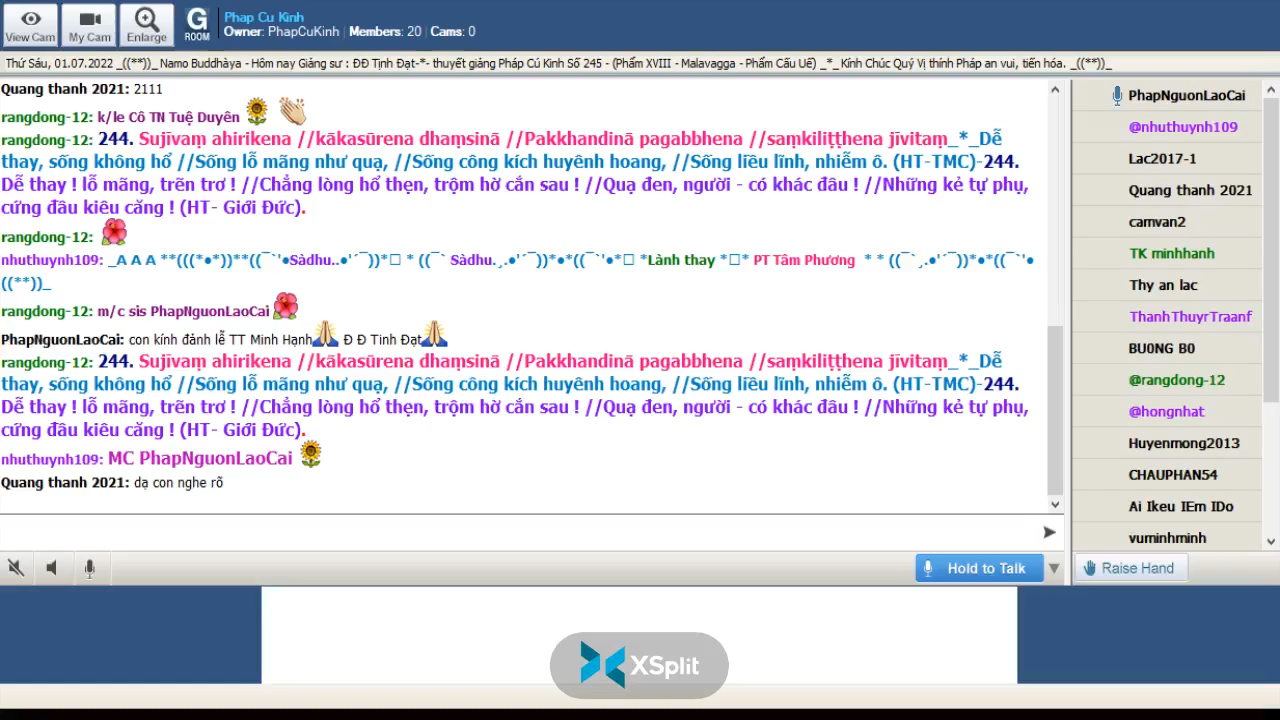 View Cam
My Cam
Enlarge
G
ROOM
Phap Cu Kinh
Owner: PhapCuKinh | Members: 20 | Cams: 0
Thứ Sáu, 01.07.2022 _((**))_ Namo Buddhàya - Hôm nay Giảng sư : ĐĐ Tịnh Đạt-*- thuyết giảng Pháp Cú Kinh Số 245 - (Phẩm XVIII - Malavagga - Phẩm Cấu Uế) _*_ Kính Chúc Quý Vị thính Pháp an vui, tiến hóa. _((**))_
Quang thanh 2021: 2111
rangdong-12: k/le Cô TN Tuệ Duyên
rangdong-12: 244. Sujīvaṃ ahirikena //kākasūrena dhaṃsinā //Pakkhandinā pagabbhena //saṃkiliṭṭhena jīvitaṃ_*_Dễ
thay, sống không hổ //Sống lỗ mãng như quạ, //Sống công kích huyênh hoang, //Sống liều lĩnh, nhiễm ô. (HT-TMC)-244.
Dễ thay ! lỗ mãng, trẽn trơ ! //Chẳng lòng hổ thẹn, trộm hờ cắn sau ! //Quạ đen, người - có khác đâu ! //Những kẻ tự phụ,
cứng đầu kiêu căng ! (HT- Giới Đức).
rangdong-12:
nhuthuynh109: _A A A **(((*●*))**((¯`'●Sàdhu..●'´¯))*□ * ((¯` Sàdhu.¸.●'´¯))*●*((¯`'●*□ *Lành thay *□* PT Tâm Phương * * ((¯`¸.●'´¯))*●*((¯`'●
((**))_
rangdong-12: m/c sis PhapNguonLaoCai
PhapNguonLaoCai: con kính đảnh lễ TT Minh Hạnh Đ Đ Tinh Đạt
rangdong-12: 244. Sujīvaṃ ahirikena //kākasūrena dhaṃsinā //Pakkhandinā pagabbhena //saṃkiliṭṭhena jīvitaṃ_*_Dễ
thay, sống không hổ //Sống lỗ mãng như quạ, //Sống công kích huyênh hoang, //Sống liều lĩnh, nhiễm ô. (HT-TMC)-244.
Dễ thay ! lỗ mãng, trẽn trơ ! //Chẳng lòng hổ thẹn, trộm hờ cắn sau ! //Quạ đen, người - có khác đâu ! //Những kẻ tự phụ,
cứng đầu kiêu căng ! (HT- Giới Đức).
nhuthuynh109: MC PhapNguonLaoCai
Quang thanh 2021: dạ con nghe rõ
Hold to Talk
PhapNguonLaoCai
@nhuthuynh109
Lac2017-1
Quang thanh 2021
camvan2
TK minhhanh
Thy an lac
ThanhThuyrTraanf
BU0NG B0
@rangdong-12
@hongnhat
Huyenmong2013
CHAUPHAN54
Ai Ikeu IEm IDo
vuminhminh
Raise Hand
XSplit